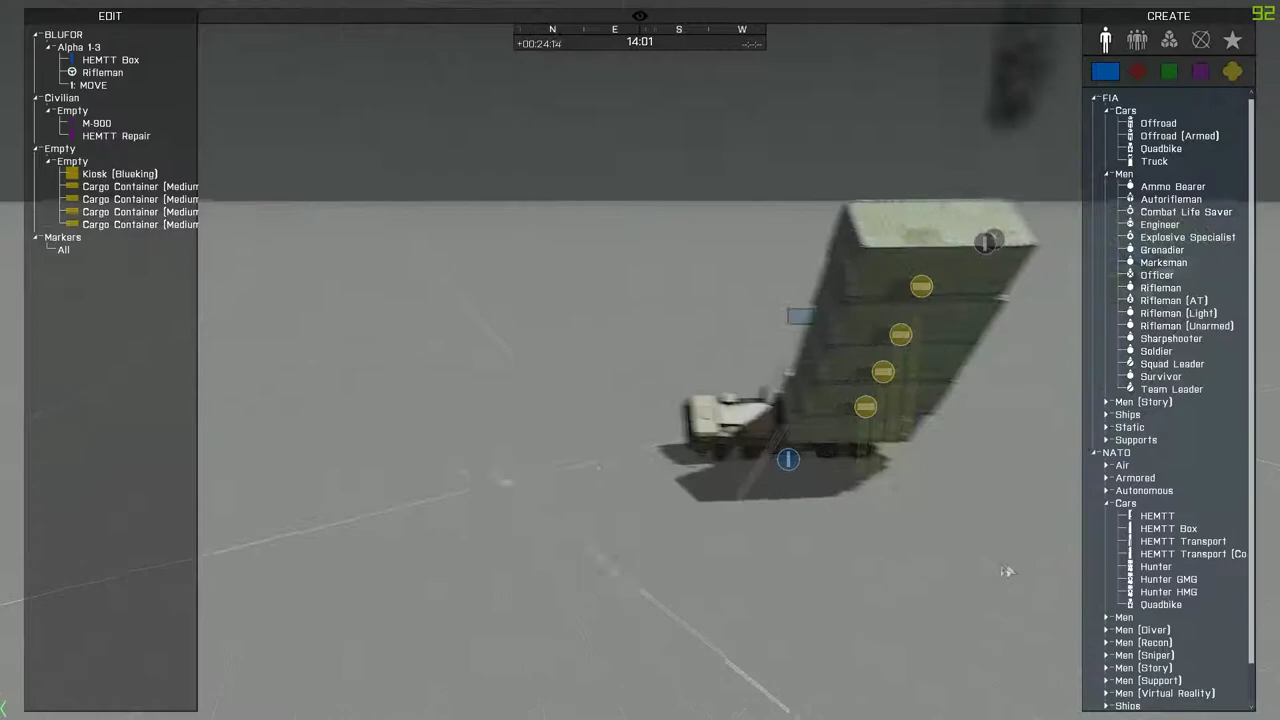 EDIT
BLUFOR
Alpha 1-3
HEMTT Box
Rifleman
1: MOVE
Civilian
Empty
M-900
HEMTT Repair
Empty
Empty
Kiosk (Blueking)
Cargo Container (Medium
Cargo Container (Medium
Cargo Container (Medium
Cargo Container (Medium
Markers
All
N E S W
+00:24:14 14:01 --:--
CREATE
92
FIA
Cars
Offroad
Offroad (Armed)
Quadbike
Truck
Men
Ammo Bearer
Autorifleman
Combat Life Saver
Engineer
Explosive Specialist
Grenadier
Marksman
Officer
Rifleman
Rifleman (AT)
Rifleman (Light)
Rifleman (Unarmed)
Sharpshooter
Soldier
Squad Leader
Survivor
Team Leader
Men (Story)
Ships
Static
Supports
NATO
Air
Armored
Autonomous
Cars
HEMTT
HEMTT Box
HEMTT Transport
HEMTT Transport (Co
Hunter
Hunter GMG
Hunter HMG
Quadbike
Men
Men (Diver)
Men (Recon)
Men (Sniper)
Men (Story)
Men (Support)
Men (Virtual Reality)
Ships